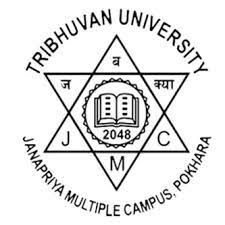 TRIBHUVAN UNIVERSITY
ब
ज क्या
2048
J C
M
JANAPRIYA MULTIPLE CAMPUS, POKHARA